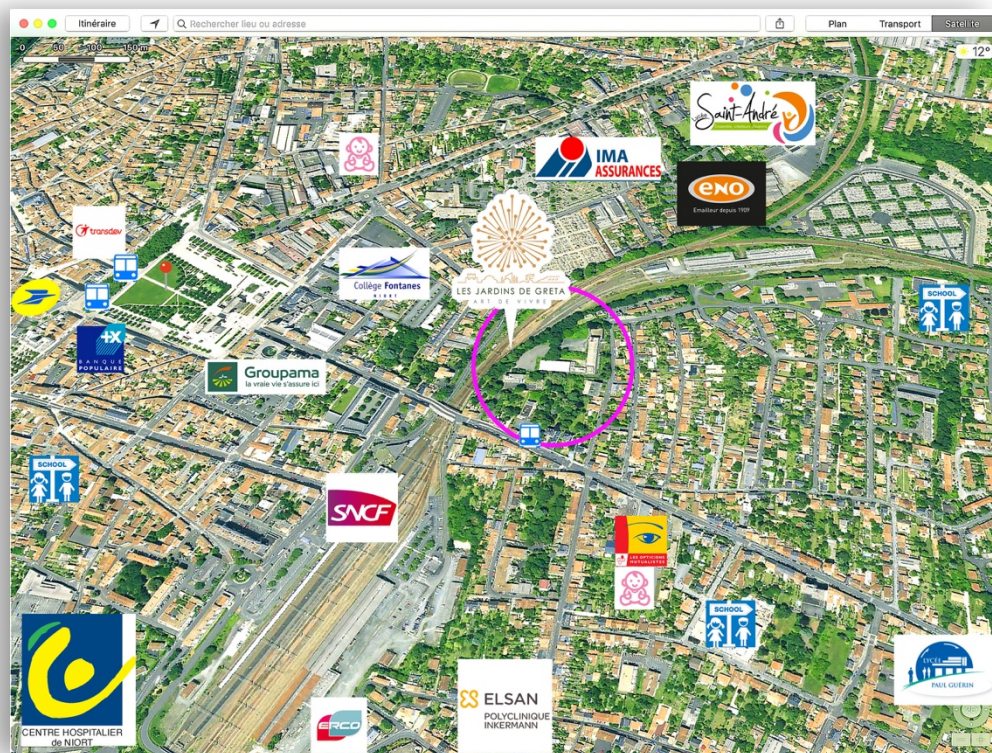 Itinéraire
Rechercher lieu ou adresse
Plan
Transport
Satellite
0 50 100 150 m
12°
Lycée
Saint-André
IMA
ASSURANCES
eNO
Emailleur depuis 1909
transdev
Collège Fontanes
NIORT
LES JARDINS DE GRETA
ART DE VIVRE
SCHOOL
+X
BANQUE
POPULAIRE
Groupama
la vraie vie s'assure ici
SCHOOL
SNCF
LES OPTICIENS
MUTUALISTES
SCHOOL
LYCÉE
PAUL GUÉRIN
CENTRE HOSPITALIER
de NIORT
ERCO
ELSAN
POLYCLINIQUE
INKERMANN